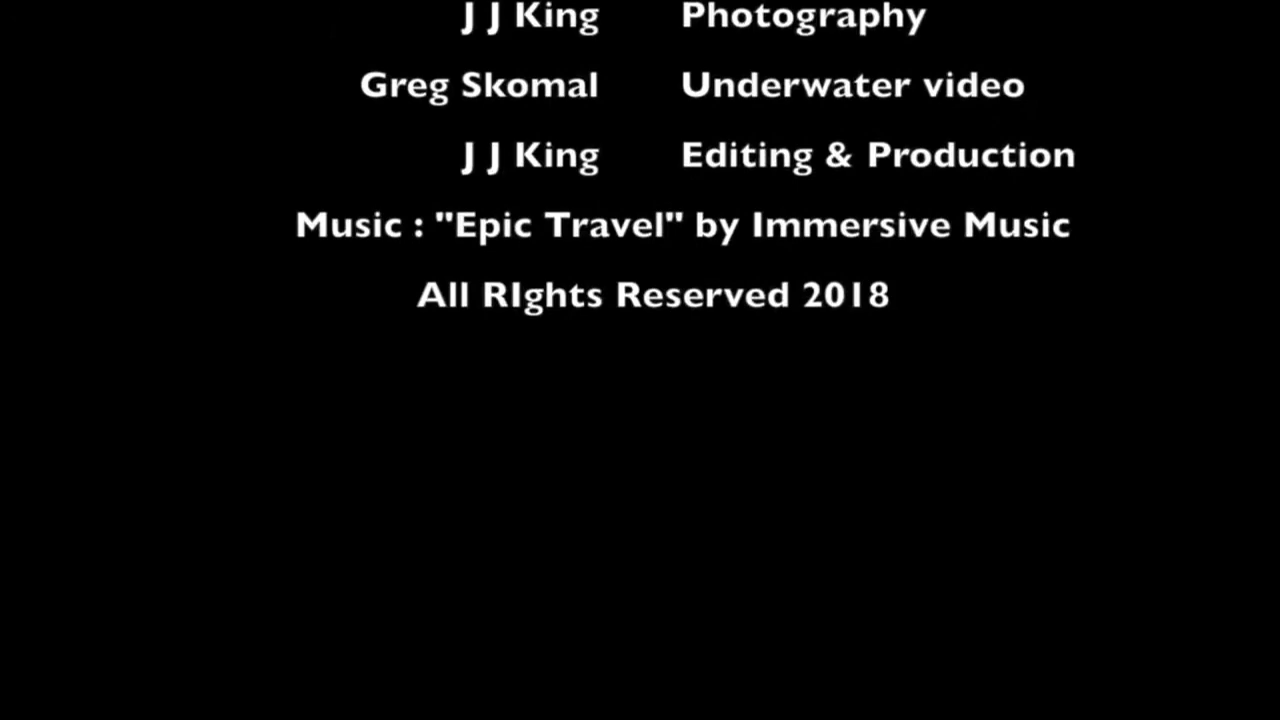 J J King Photography
Greg Skomal Underwater video
J J King Editing & Production
Music : "Epic Travel" by Immersive Music
All RIghts Reserved 2018